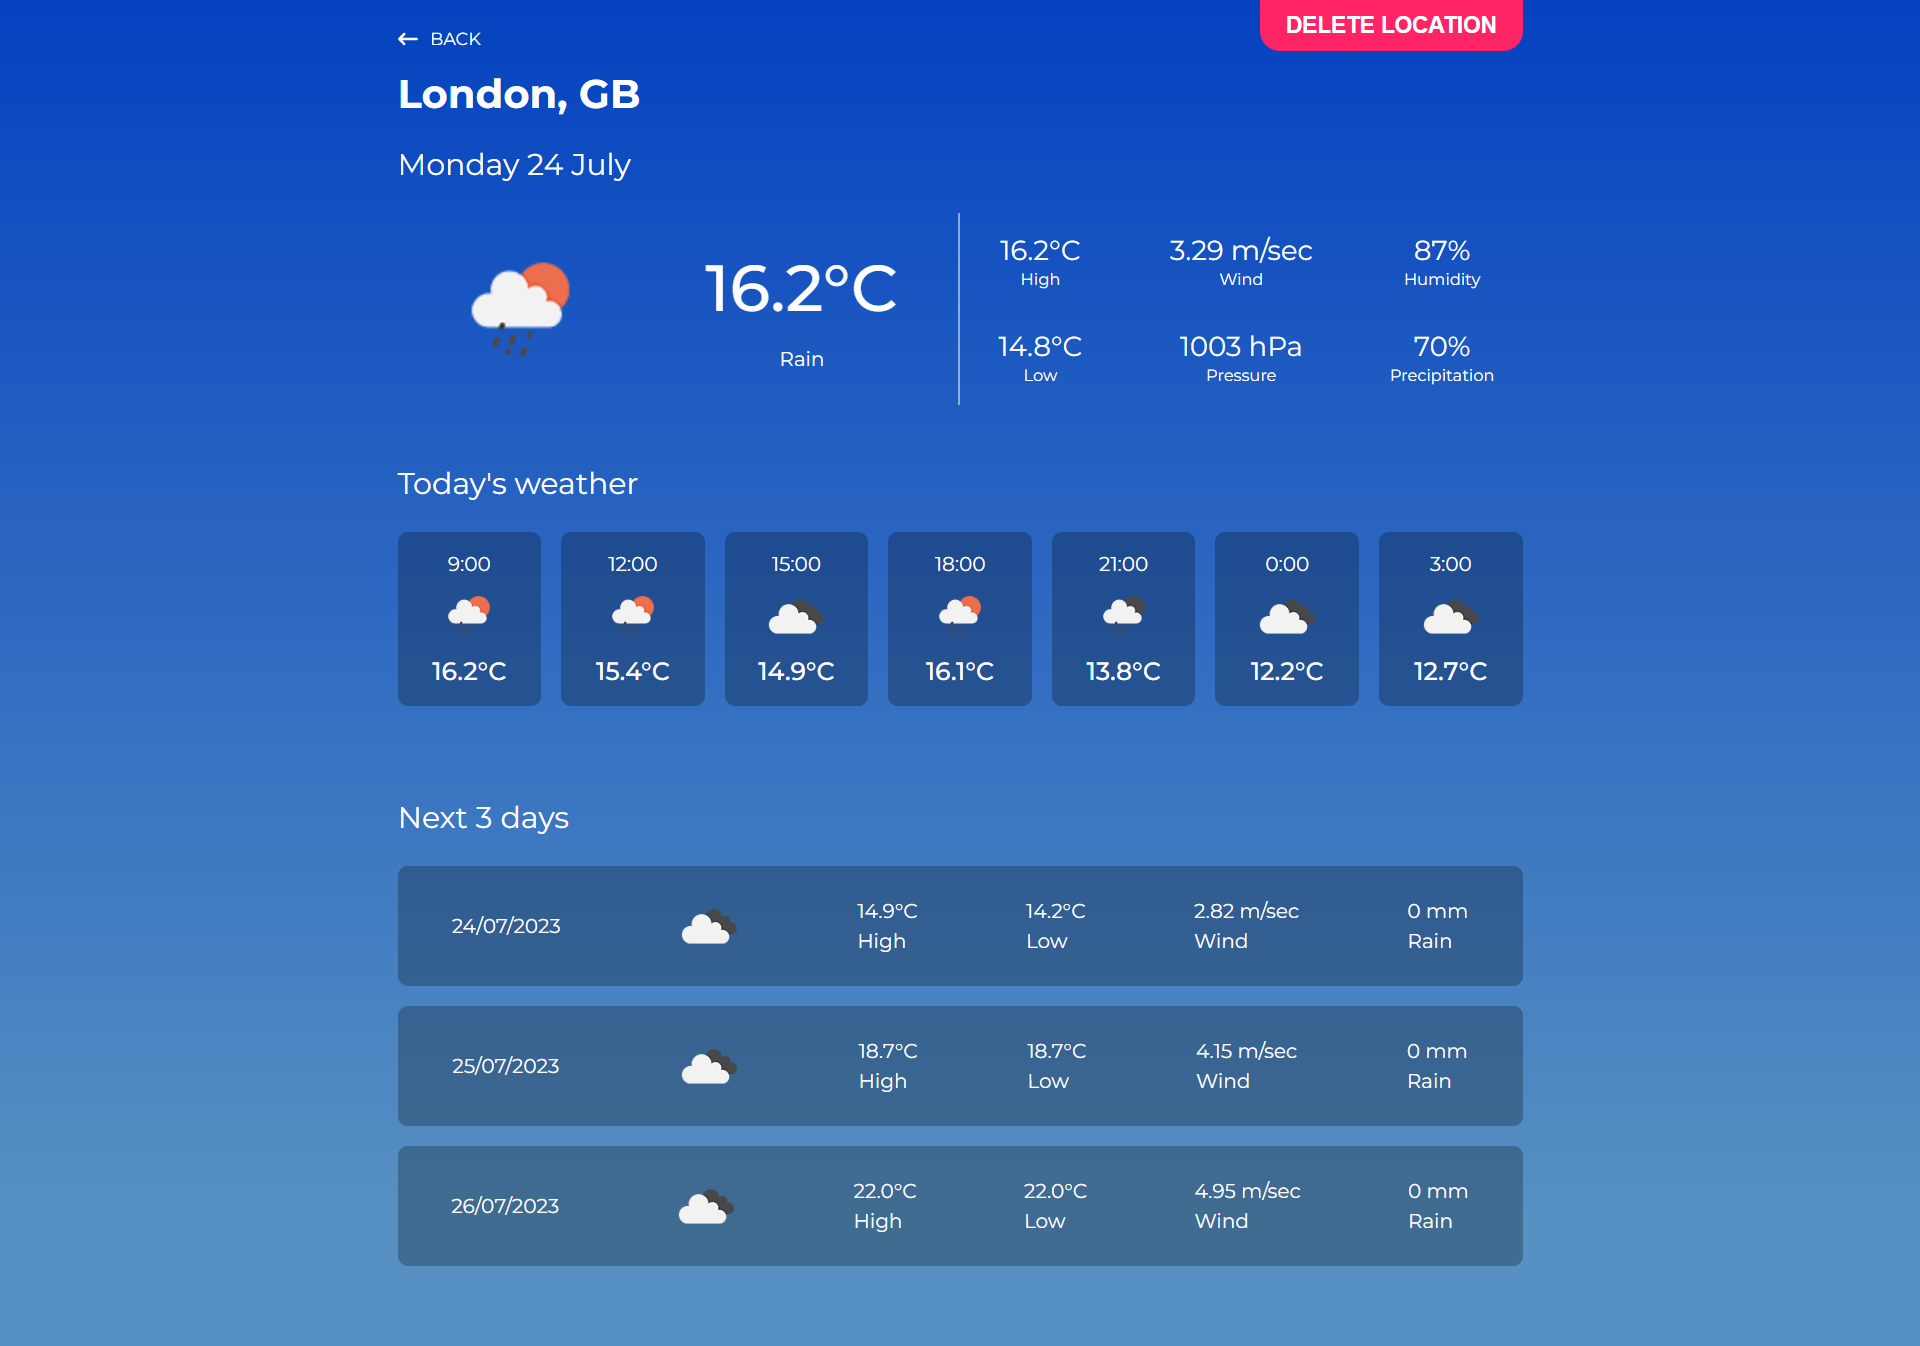 BACK
DELETE LOCATION
London, GB
Monday 24 July
16.2°C
Rain
16.2°C
High
3.29 m/sec
Wind
87%
Humidity
14.8°C
Low
1003 hPa
Pressure
70%
Precipitation
Today's weather
9:00
16.2°C
12:00
15.4°C
15:00
14.9°C
18:00
16.1°C
21:00
13.8°C
0:00
12.2°C
3:00
12.7°C
Next 3 days
24/07/2023
14.9°C
High
14.2°C
Low
2.82 m/sec
Wind
0 mm
Rain
25/07/2023
18.7°C
High
18.7°C
Low
4.15 m/sec
Wind
0 mm
Rain
26/07/2023
22.0°C
High
22.0°C
Low
4.95 m/sec
Wind
0 mm
Rain